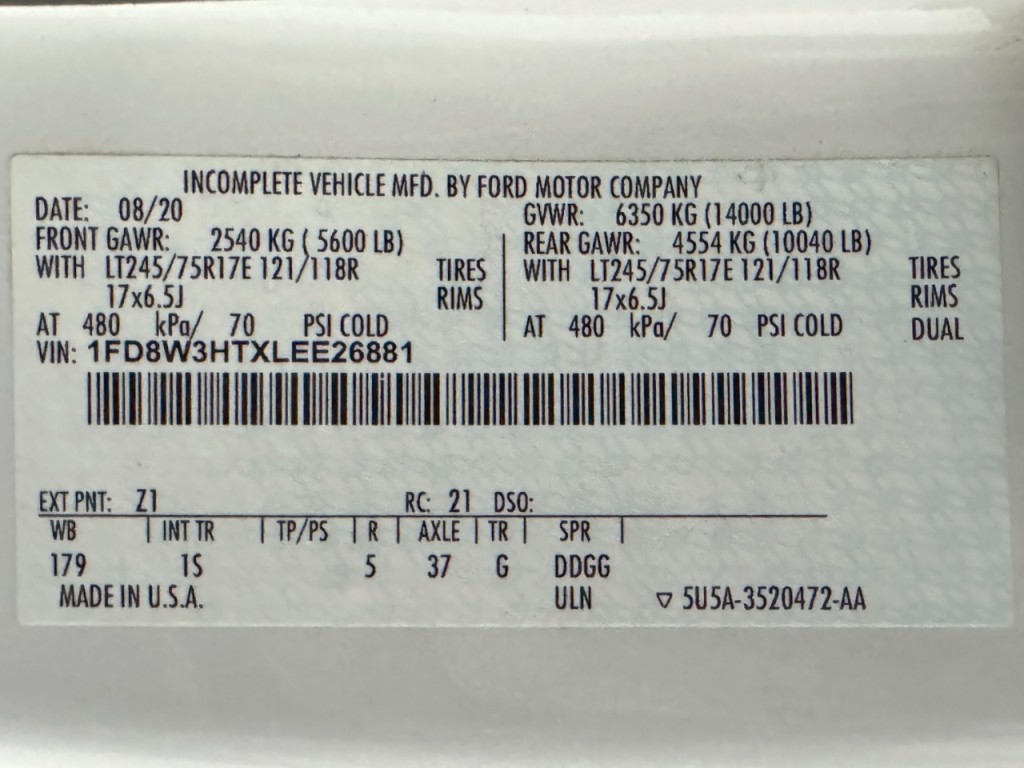 INCOMPLETE VEHICLE MFD. BY FORD MOTOR COMPANY
DATE: 08/20 GVWR: 6350 KG (14000 LB)
FRONT GAWR: 2540 KG ( 5600 LB) REAR GAWR: 4554 KG (10040 LB)
WITH LT245/75R17E 121/118R TIRES WITH LT245/75R17E 121/118R TIRES
17x6.5J RIMS 17x6.5J RIMS
AT 480 kPa/ 70 PSI COLD AT 480 kPa/ 70 PSI COLD DUAL
VIN: 1FD8W3HTXLEE26881
EXT PNT: Z1 RC: 21 DSO:
WB | INT TR | TP/PS | R | AXLE | TR | SPR |
179 1S 5 37 G DDGG
MADE IN U.S.A. ULN ▽ 5U5A-3520472-AA